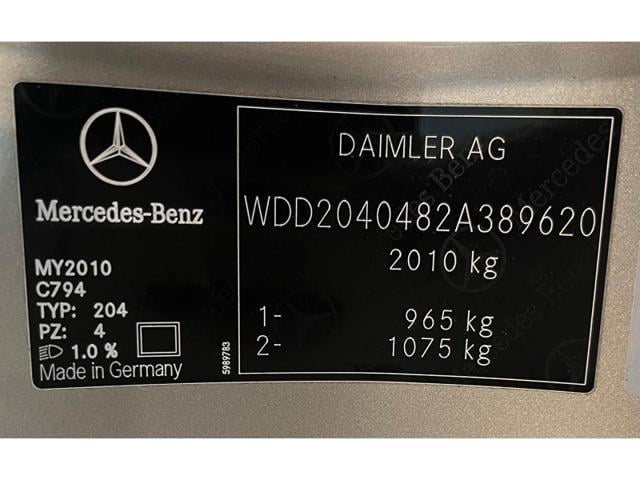 Mercedes-Benz
MY2010
C794
TYP: 204
PZ: 4
1.0 %
Made in Germany
5989783
DAIMLER AG
WDD2040482A389620
2010 kg
1- 965 kg
2- 1075 kg